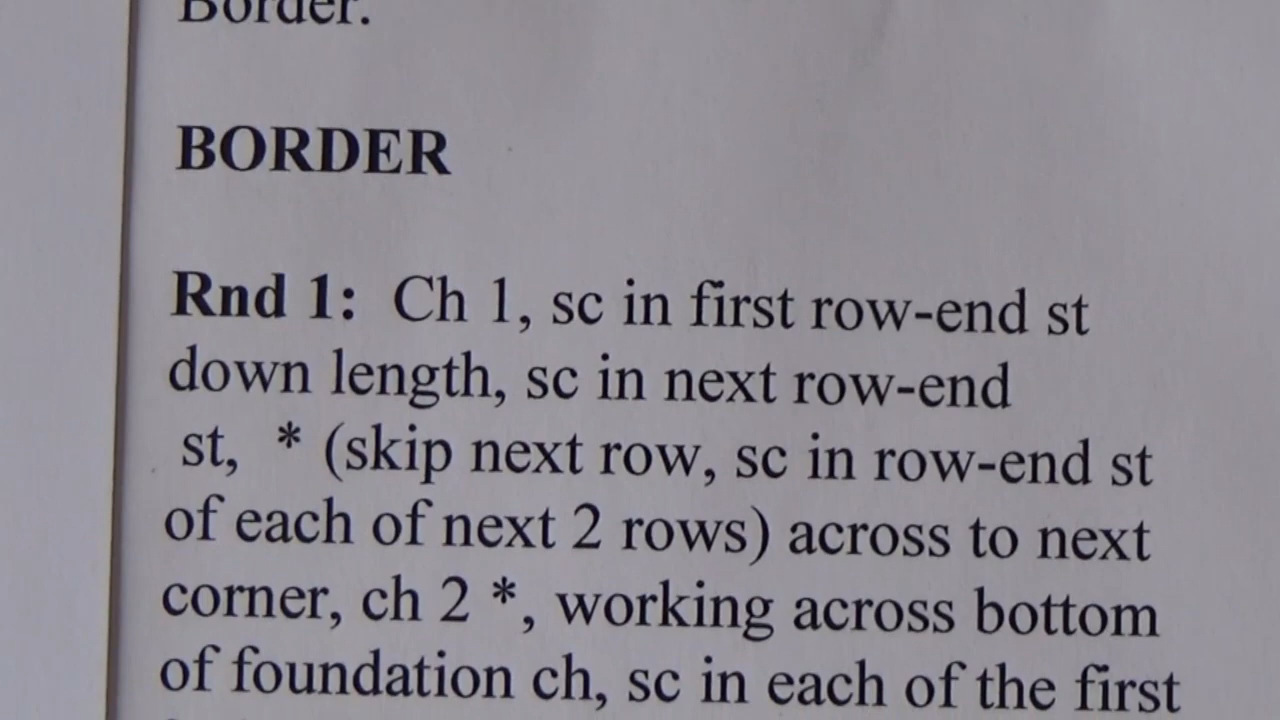 Border.
BORDER
Rnd 1: Ch 1, sc in first row-end st
down length, sc in next row-end
st, * (skip next row, sc in row-end st
of each of next 2 rows) across to next
corner, ch 2 *, working across bottom
of foundation ch, sc in each of the first